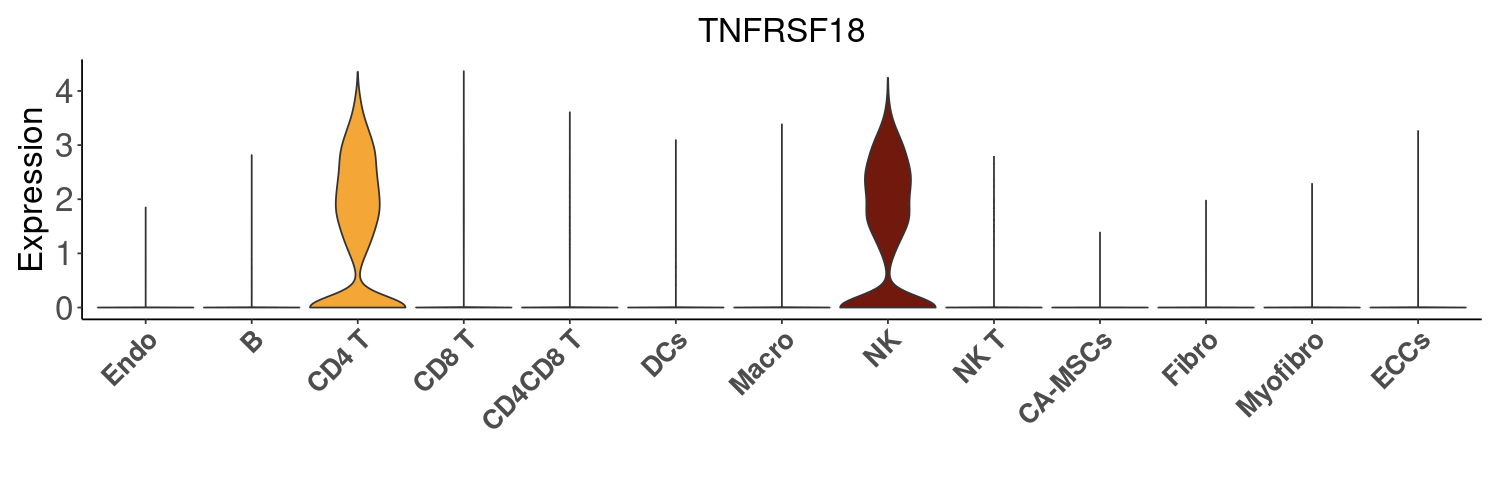 TNFRSF18
Expression
4
3
2
1
0
Endo
B
CD4 T
CD8 T
CD4CD8 T
DCs
Macro
NK
NK T
CA-MSCs
Fibro
Myofibro
ECCs